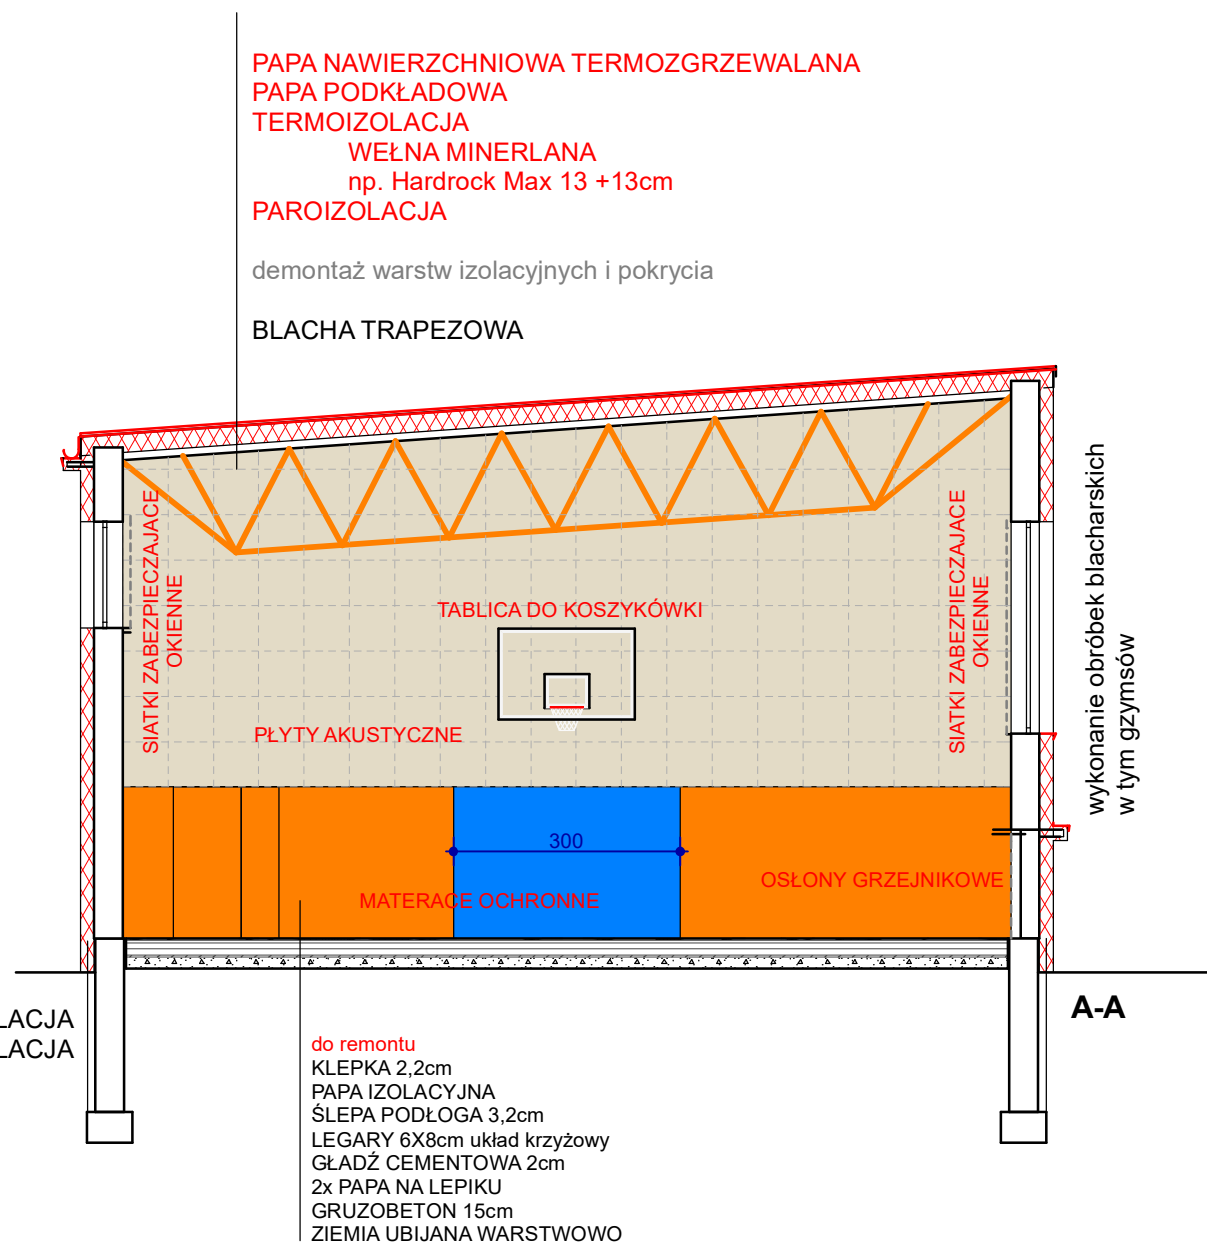 PAPA NAWIERZCHNIOWA TERMOZGRZEWALANA
PAPA PODKŁADOWA
TERMOIZOLACJA
WEŁNA MINERLANA
np. Hardrock Max 13 +13cm
PAROIZOLACJA
demontaż warstw izolacyjnych i pokrycia
BLACHA TRAPEZOWA
SIATKI ZABEZPIECZAJACE
OKIENNE
TABLICA DO KOSZYKÓWKI
PŁYTY AKUSTYCZNE
SIATKI ZABEZPIECZAJACE
OKIENNE
wykonanie obróbek blacharskich
w tym gzymsów
300
MATERACE OCHRONNE
OSŁONY GRZEJNIKOWE
A-A
LACJA
LACJA
do remontu
KLEPKA 2,2cm
PAPA IZOLACYJNA
ŚLEPA PODŁOGA 3,2cm
LEGARY 6X8cm układ krzyżowy
GŁADŹ CEMENTOWA 2cm
2x PAPA NA LEPIKU
GRUZOBETON 15cm
ZIEMIA UBIJANA WARSTWOWO